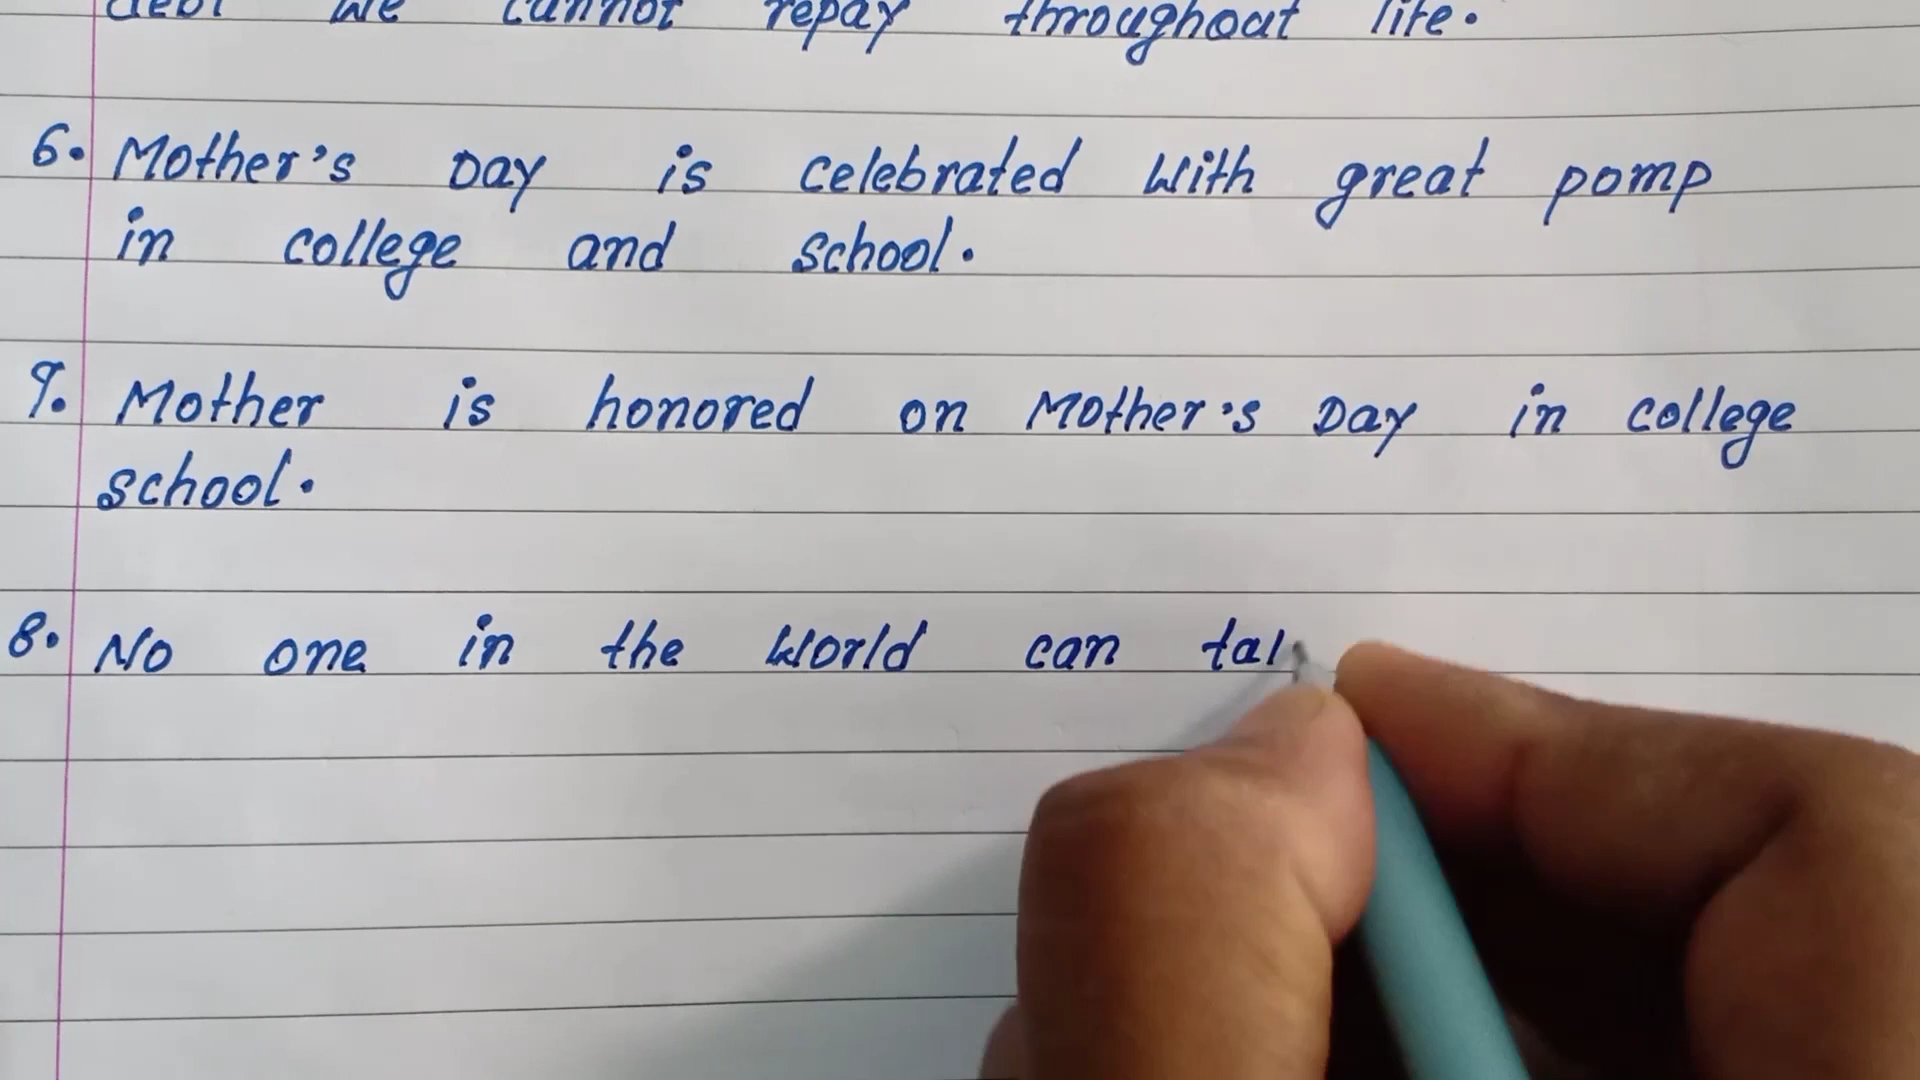 debt we cannot repay throughout life.
6. Mother's Day is celebrated with great pomp
in college and school.
7. Mother is honored on Mother's Day in college
school.
8. No one in the world can